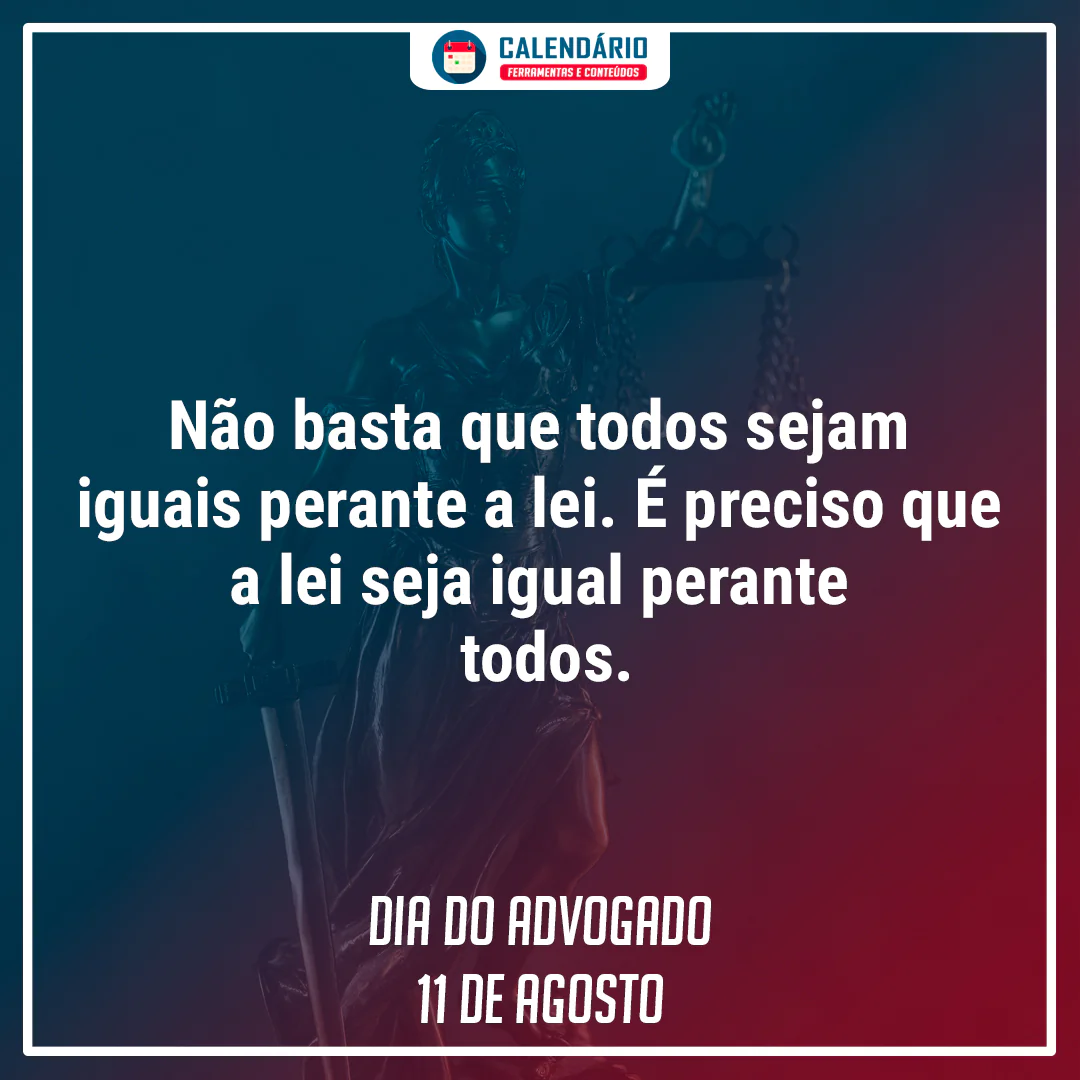 CALENDÁRIO
FERRAMENTAS E CONTEÚDOS
Não basta que todos sejam
iguais perante a lei. É preciso que
a lei seja igual perante
todos.
DIA DO ADVOGADO
11 DE AGOSTO